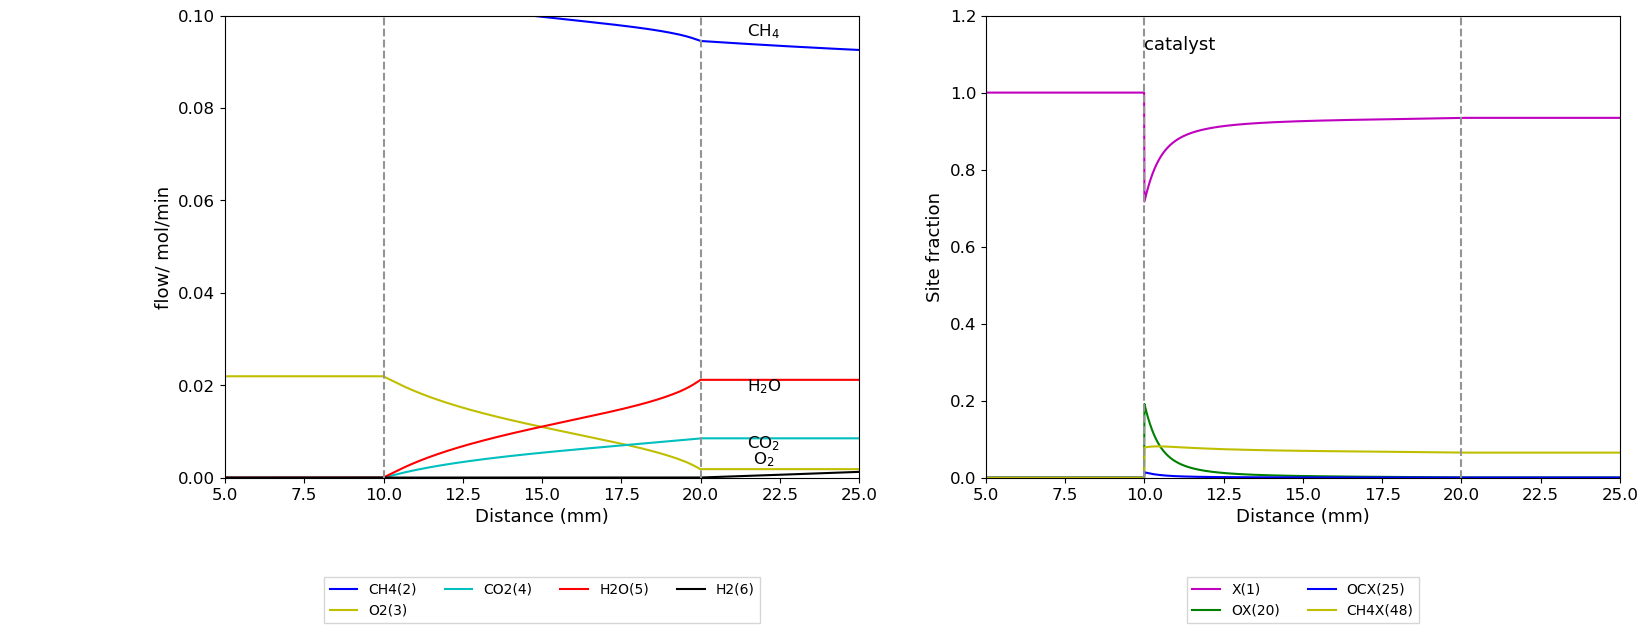 0.10
0.08
0.06
0.04
0.02
0.00
flow/ mol/min
CH₄
H₂O
CO₂
O₂
5.0 7.5 10.0 12.5 15.0 17.5 20.0 22.5 25.0
Distance (mm)
CH4(2) CO2(4) H2O(5) H2(6)
O2(3)
1.2
1.0
0.8
0.6
0.4
0.2
0.0
Site fraction
catalyst
5.0 7.5 10.0 12.5 15.0 17.5 20.0 22.5 25.0
Distance (mm)
X(1) OCX(25)
OX(20) CH4X(48)